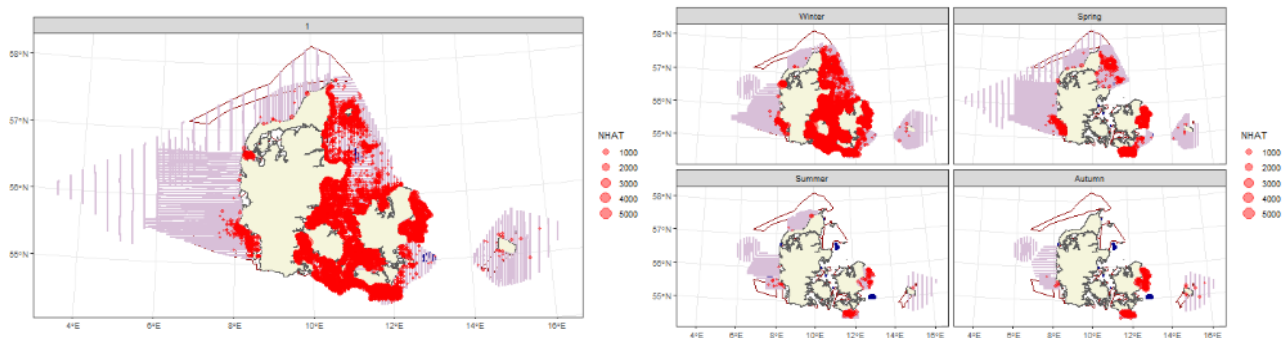 1
58°N
57°N
56°N
55°N
4°E 6°E 8°E 10°E 12°E 14°E 16°E
NHAT
1000
2000
3000
4000
5000
Winter Spring
58°N
57°N
56°N
55°N
Summer Autumn
58°N
57°N
56°N
55°N
4°E 6°E 8°E 10°E 12°E 14°E 16°E 4°E 6°E 8°E 10°E 12°E 14°E 16°E
NHAT
1000
2000
3000
4000
5000